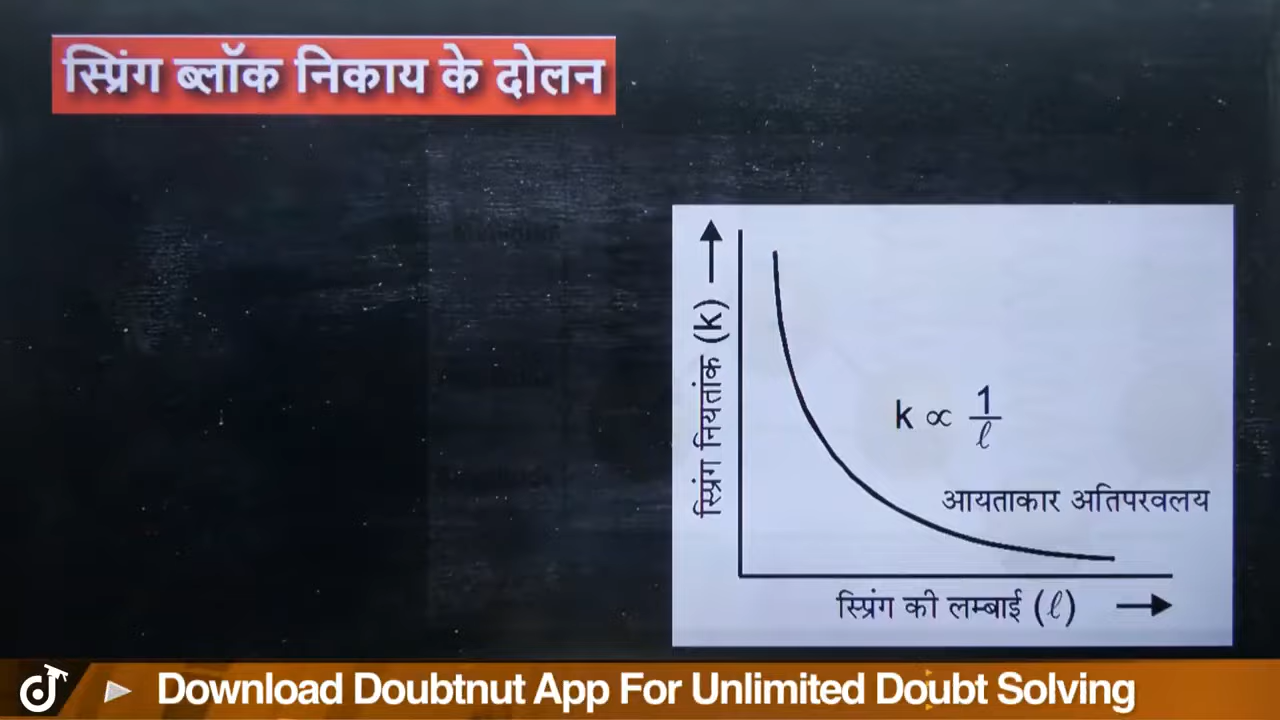 स्प्रिंग ब्लॉक निकाय के दोलन
स्प्रिंग नियतांक (k)
k ∝ 1/ℓ
आयताकार अतिपरवलय
स्प्रिंग की लम्बाई (ℓ)
Download Doubtnut App For Unlimited Doubt Solving